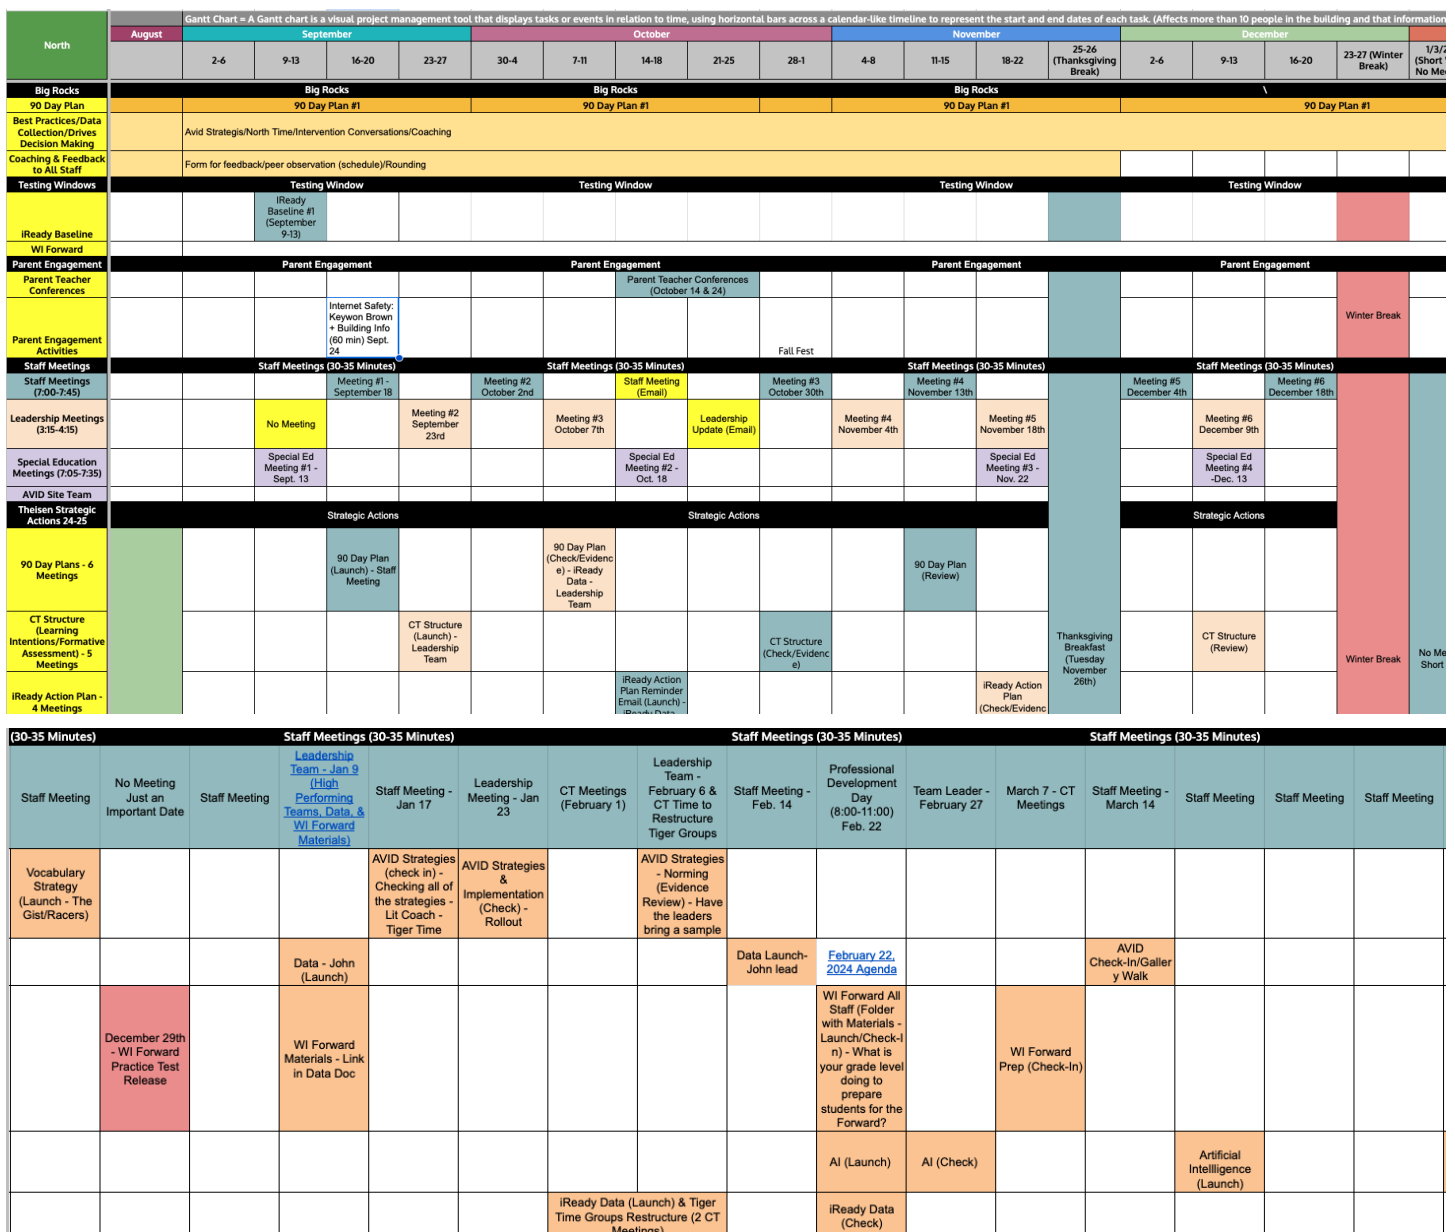 Gantt Chart = A Gantt chart is a visual project management tool that displays tasks or events in relation to time, using horizontal bars across a calendar-like timeline to represent the start and end dates of each task. (Affects more than 10 people in the building and that information
North
August
September
October
November
December
2-6
9-13
16-20
23-27
30-4
7-11
14-18
21-25
28-1
4-8
11-15
18-22
25-26
(Thanksgiving
Break)
2-6
9-13
16-20
23-27 (Winter
Break)
1/3/2
(Short
No Me
Big Rocks
Big Rocks
Big Rocks
Big Rocks
\
90 Day Plan
90 Day Plan #1
90 Day Plan #1
90 Day Plan #1
90 Day Plan #1
Best Practices/Data
Collection/Drives
Decision Making
Avid Strategis/North Time/Intervention Conversations/Coaching
Coaching & Feedback
to All Staff
Form for feedback/peer observation (schedule)/Rounding
Testing Windows
Testing Window
Testing Window
Testing Window
Testing Window
iReady Baseline
IReady
Baseline #1
(September
9-13)
WI Forward
Parent Engagement
Parent Engagement
Parent Engagement
Parent Engagement
Parent Engagement
Parent Teacher
Conferences
Parent Teacher Conferences
(October 14 & 24)
Parent Engagement
Activities
Internet Safety:
Keywon Brown
+ Building Info
(60 min) Sept.
24
Fall Fest
Winter Break
Staff Meetings
Staff Meetings (30-35 Minutes)
Staff Meetings (30-35 Minutes)
Staff Meetings (30-35 Minutes)
Staff Meetings (30-35 Minutes)
Staff Meetings
(7:00-7:45)
Meeting #1 -
September 18
Meeting #2
October 2nd
Staff Meeting
(Email)
Meeting #3
October 30th
Meeting #4
November 13th
Meeting #5
December 4th
Meeting #6
December 18th
Leadership Meetings
(3:15-4:15)
No Meeting
Meeting #2
September
23rd
Meeting #3
October 7th
Leadership
Update (Email)
Meeting #4
November 4th
Meeting #5
November 18th
Meeting #6
December 9th
Special Education
Meetings (7:05-7:35)
Special Ed
Meeting #1 -
Sept. 13
Special Ed
Meeting #2 -
Oct. 18
Special Ed
Meeting #3 -
Nov. 22
Special Ed
Meeting #4
-Dec. 13
AVID Site Team
Theisen Strategic
Actions 24-25
Strategic Actions
Strategic Actions
Strategic Actions
90 Day Plans - 6
Meetings
90 Day Plan
(Launch) - Staff
Meeting
90 Day Plan
(Check/Evidenc
e) - iReady
Data -
Leadership
Team
90 Day Plan
(Review)
CT Structure
(Learning
Intentions/Formative
Assessment) - 5
Meetings
CT Structure
(Launch) -
Leadership
Team
CT Structure
(Check/Evidenc
e)
Thanksgiving
Breakfast
(Tuesday
November
26th)
CT Structure
(Review)
Winter Break
No Me
Short
iReady Action Plan -
4 Meetings
iReady Action
Plan Reminder
Email (Launch) -
iReady Data
iReady Action
Plan
(Check/Evidenc
(30-35 Minutes)
Staff Meetings (30-35 Minutes)
Staff Meetings (30-35 Minutes)
Staff Meetings (30-35 Minutes)
Staff Meeting
No Meeting
Just an
Important Date
Staff Meeting
Leadership
Team - Jan 9
(High
Performing
Teams, Data, &
WI Forward
Materials)
Staff Meeting -
Jan 17
Leadership
Meeting - Jan
23
CT Meetings
(February 1)
Leadership
Team -
February 6 &
CT Time to
Restructure
Tiger Groups
Staff Meeting -
Feb. 14
Professional
Development
Day
(8:00-11:00)
Feb. 22
Team Leader -
February 27
March 7 - CT
Meetings
Staff Meeting -
March 14
Staff Meeting
Staff Meeting
Staff Meeting
Vocabulary
Strategy
(Launch - The
Gist/Racers)
AVID Strategies
(check in) -
Checking all of
the strategies -
Lit Coach -
Tiger Time
AVID Strategies
&
Implementation
(Check) -
Rollout
AVID Strategies
- Norming
(Evidence
Review) - Have
the leaders
bring a sample
Data - John
(Launch)
Data Launch-
John lead
February 22,
2024 Agenda
AVID
Check-In/Galler
y Walk
December 29th
- WI Forward
Practice Test
Release
WI Forward
Materials - Link
in Data Doc
WI Forward All
Staff (Folder
with Materials -
Launch/Check-I
n) - What is
your grade level
doing to
prepare
students for the
Forward?
WI Forward
Prep (Check-In)
AI (Launch)
AI (Check)
Artificial
Intelllligence
(Launch)
iReady Data (Launch) & Tiger
Time Groups Restructure (2 CT
Meetings)
iReady Data
(Check)